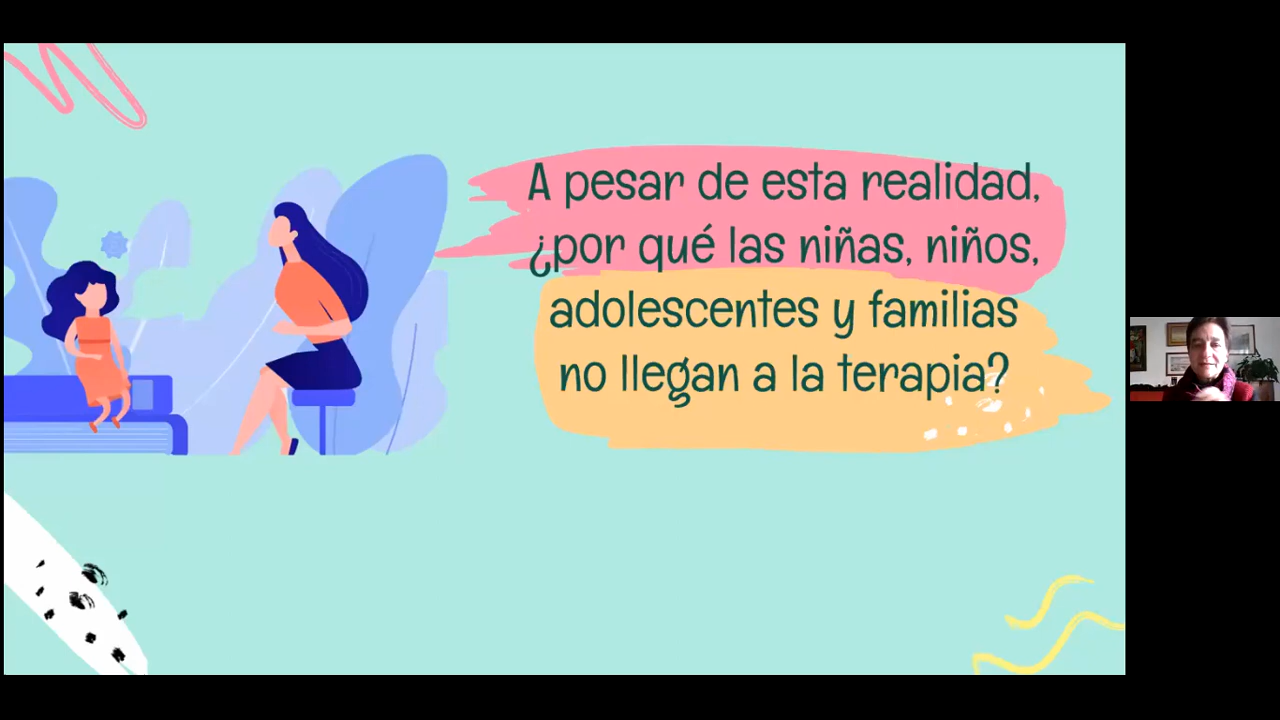 A pesar de esta realidad,
¿por qué las niñas, niños,
adolescentes y familias
no llegan a la terapia?